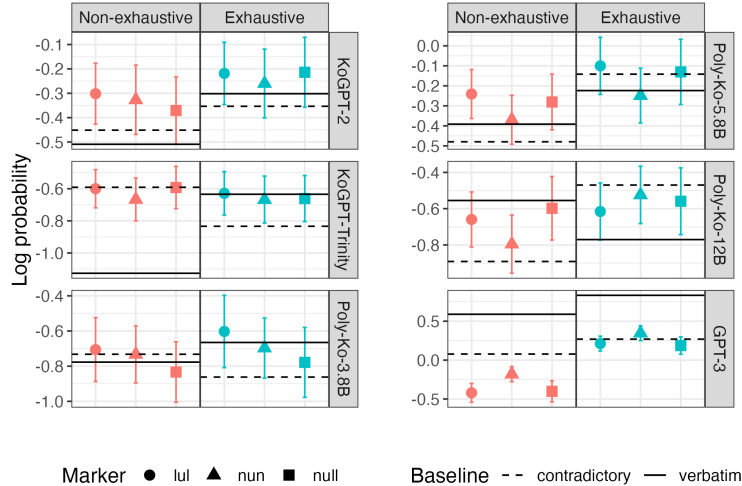 Non-exhaustive Exhaustive
-0.1
-0.2
-0.3
-0.4
-0.5
KoGPT-2
-0.6
-0.8
-1.0
KoGPT-Trinity
-0.4
-0.6
-0.8
-1.0
Poly-Ko-3.8B
Log probability
Non-exhaustive Exhaustive
0.0
-0.1
-0.2
-0.3
-0.4
-0.5
Poly-Ko-5.8B
-0.4
-0.6
-0.8
Poly-Ko-12B
0.5
0.0
-0.5
GPT-3
Marker lul nun null
Baseline contradictory verbatim